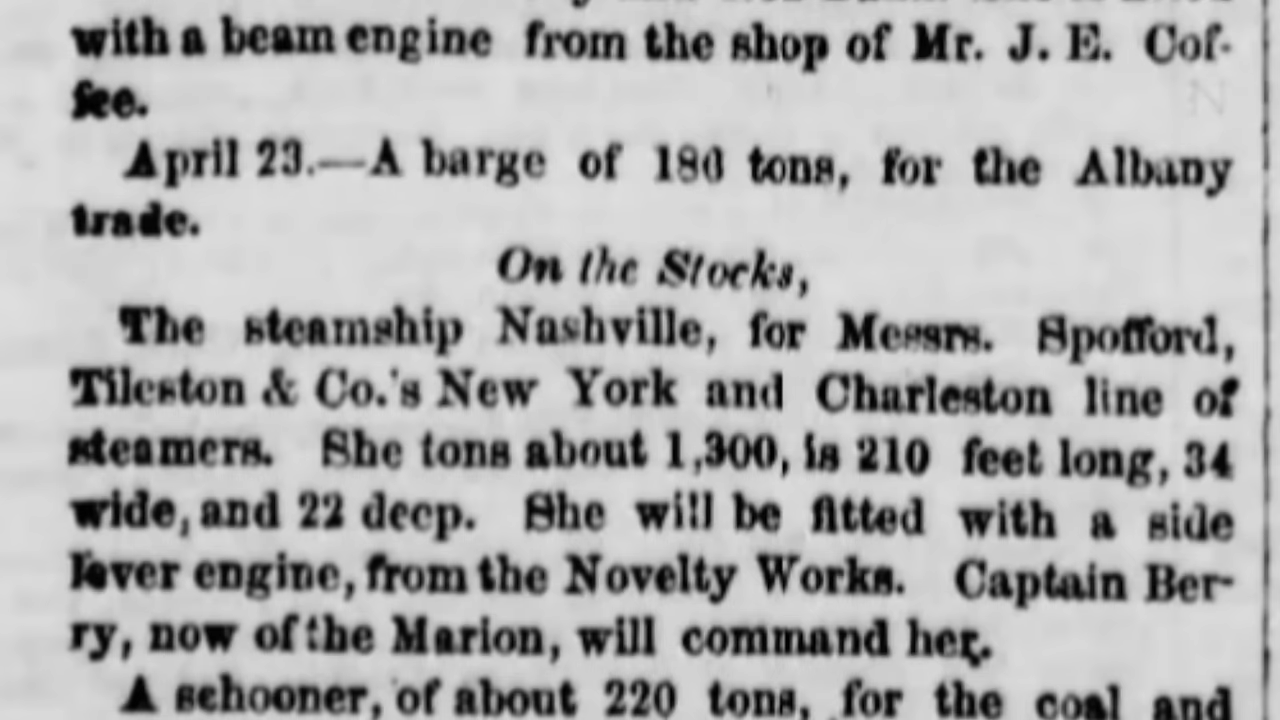 with a beam engine from the shop of Mr. J. E. Cof-
fee.
April 23.—A barge of 180 tons, for the Albany
trade.
On the Stocks,
The steamship Nashville, for Messrs. Spofford,
Tileston & Co.'s New York and Charleston line of
steamers. She tons about 1,300, is 210 feet long, 34
wide, and 22 deep. She will be fitted with a side
lever engine, from the Novelty Works. Captain Ber-
ry, now of the Marion, will command her.
A schooner, of about 220 tons, for the coal and